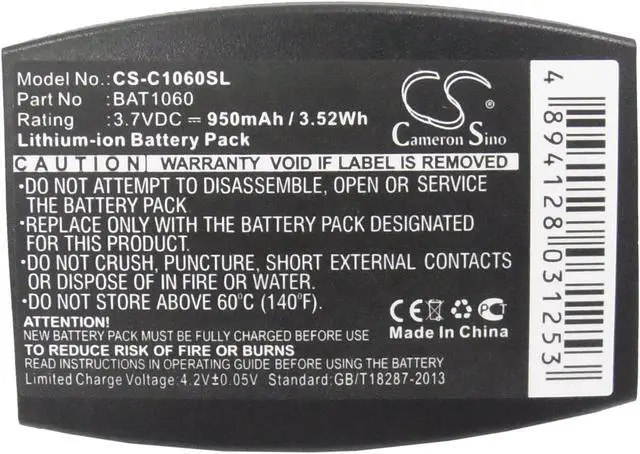 Model No.: CS-C1060SL
Part No : BAT1060
Rating : 3.7VDC ⎓ 950mAh / 3.52Wh
Lithium-ion Battery Pack
CS
Cameron Sino
CAUTION WARRANTY VOID IF LABEL IS REMOVED
•DO NOT ATTEMPT TO DISASSEMBLE, OPEN OR SERVICE
THE BATTERY PACK
•REPLACE ONLY WITH THE BATTERY PACK DESIGNATED
FOR THIS PRODUCT.
•DO NOT CRUSH, PUNCTURE, SHORT EXTERNAL CONTACTS
OR DISPOSE OF IN FIRE OR WATER.
•DO NOT STORE ABOVE 60°C (140°F).
ATTENTION!
NEW BATTERY PACK MUST BE FULLY CHARGED BEFORE USE
TO REDUCE RISK OF FIRE OR BURNS
READ INSTRUCTIONS IN OPERATING GUIDE BEFORE USING BATTERY
Limited Charge Voltage:4.2V±0.05V Standard:GB/T18287-2013
CE PG
Made In China
4 894128 031253